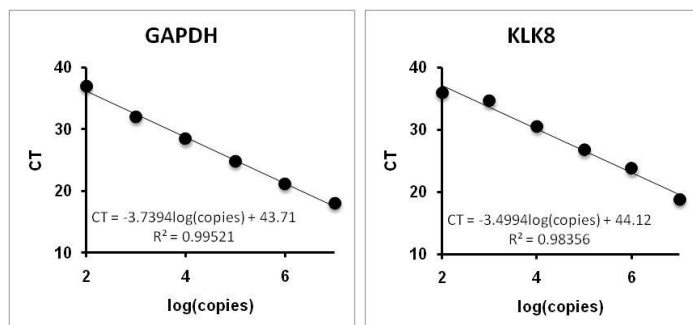 GAPDH
40
30
20
10
CT
CT = -3.7394log(copies) + 43.71
R² = 0.99521
2
4
6
log(copies)
KLK8
40
30
20
10
CT
CT = -3.4994log(copies) + 44.12
R² = 0.98356
2
4
6
log(copies)